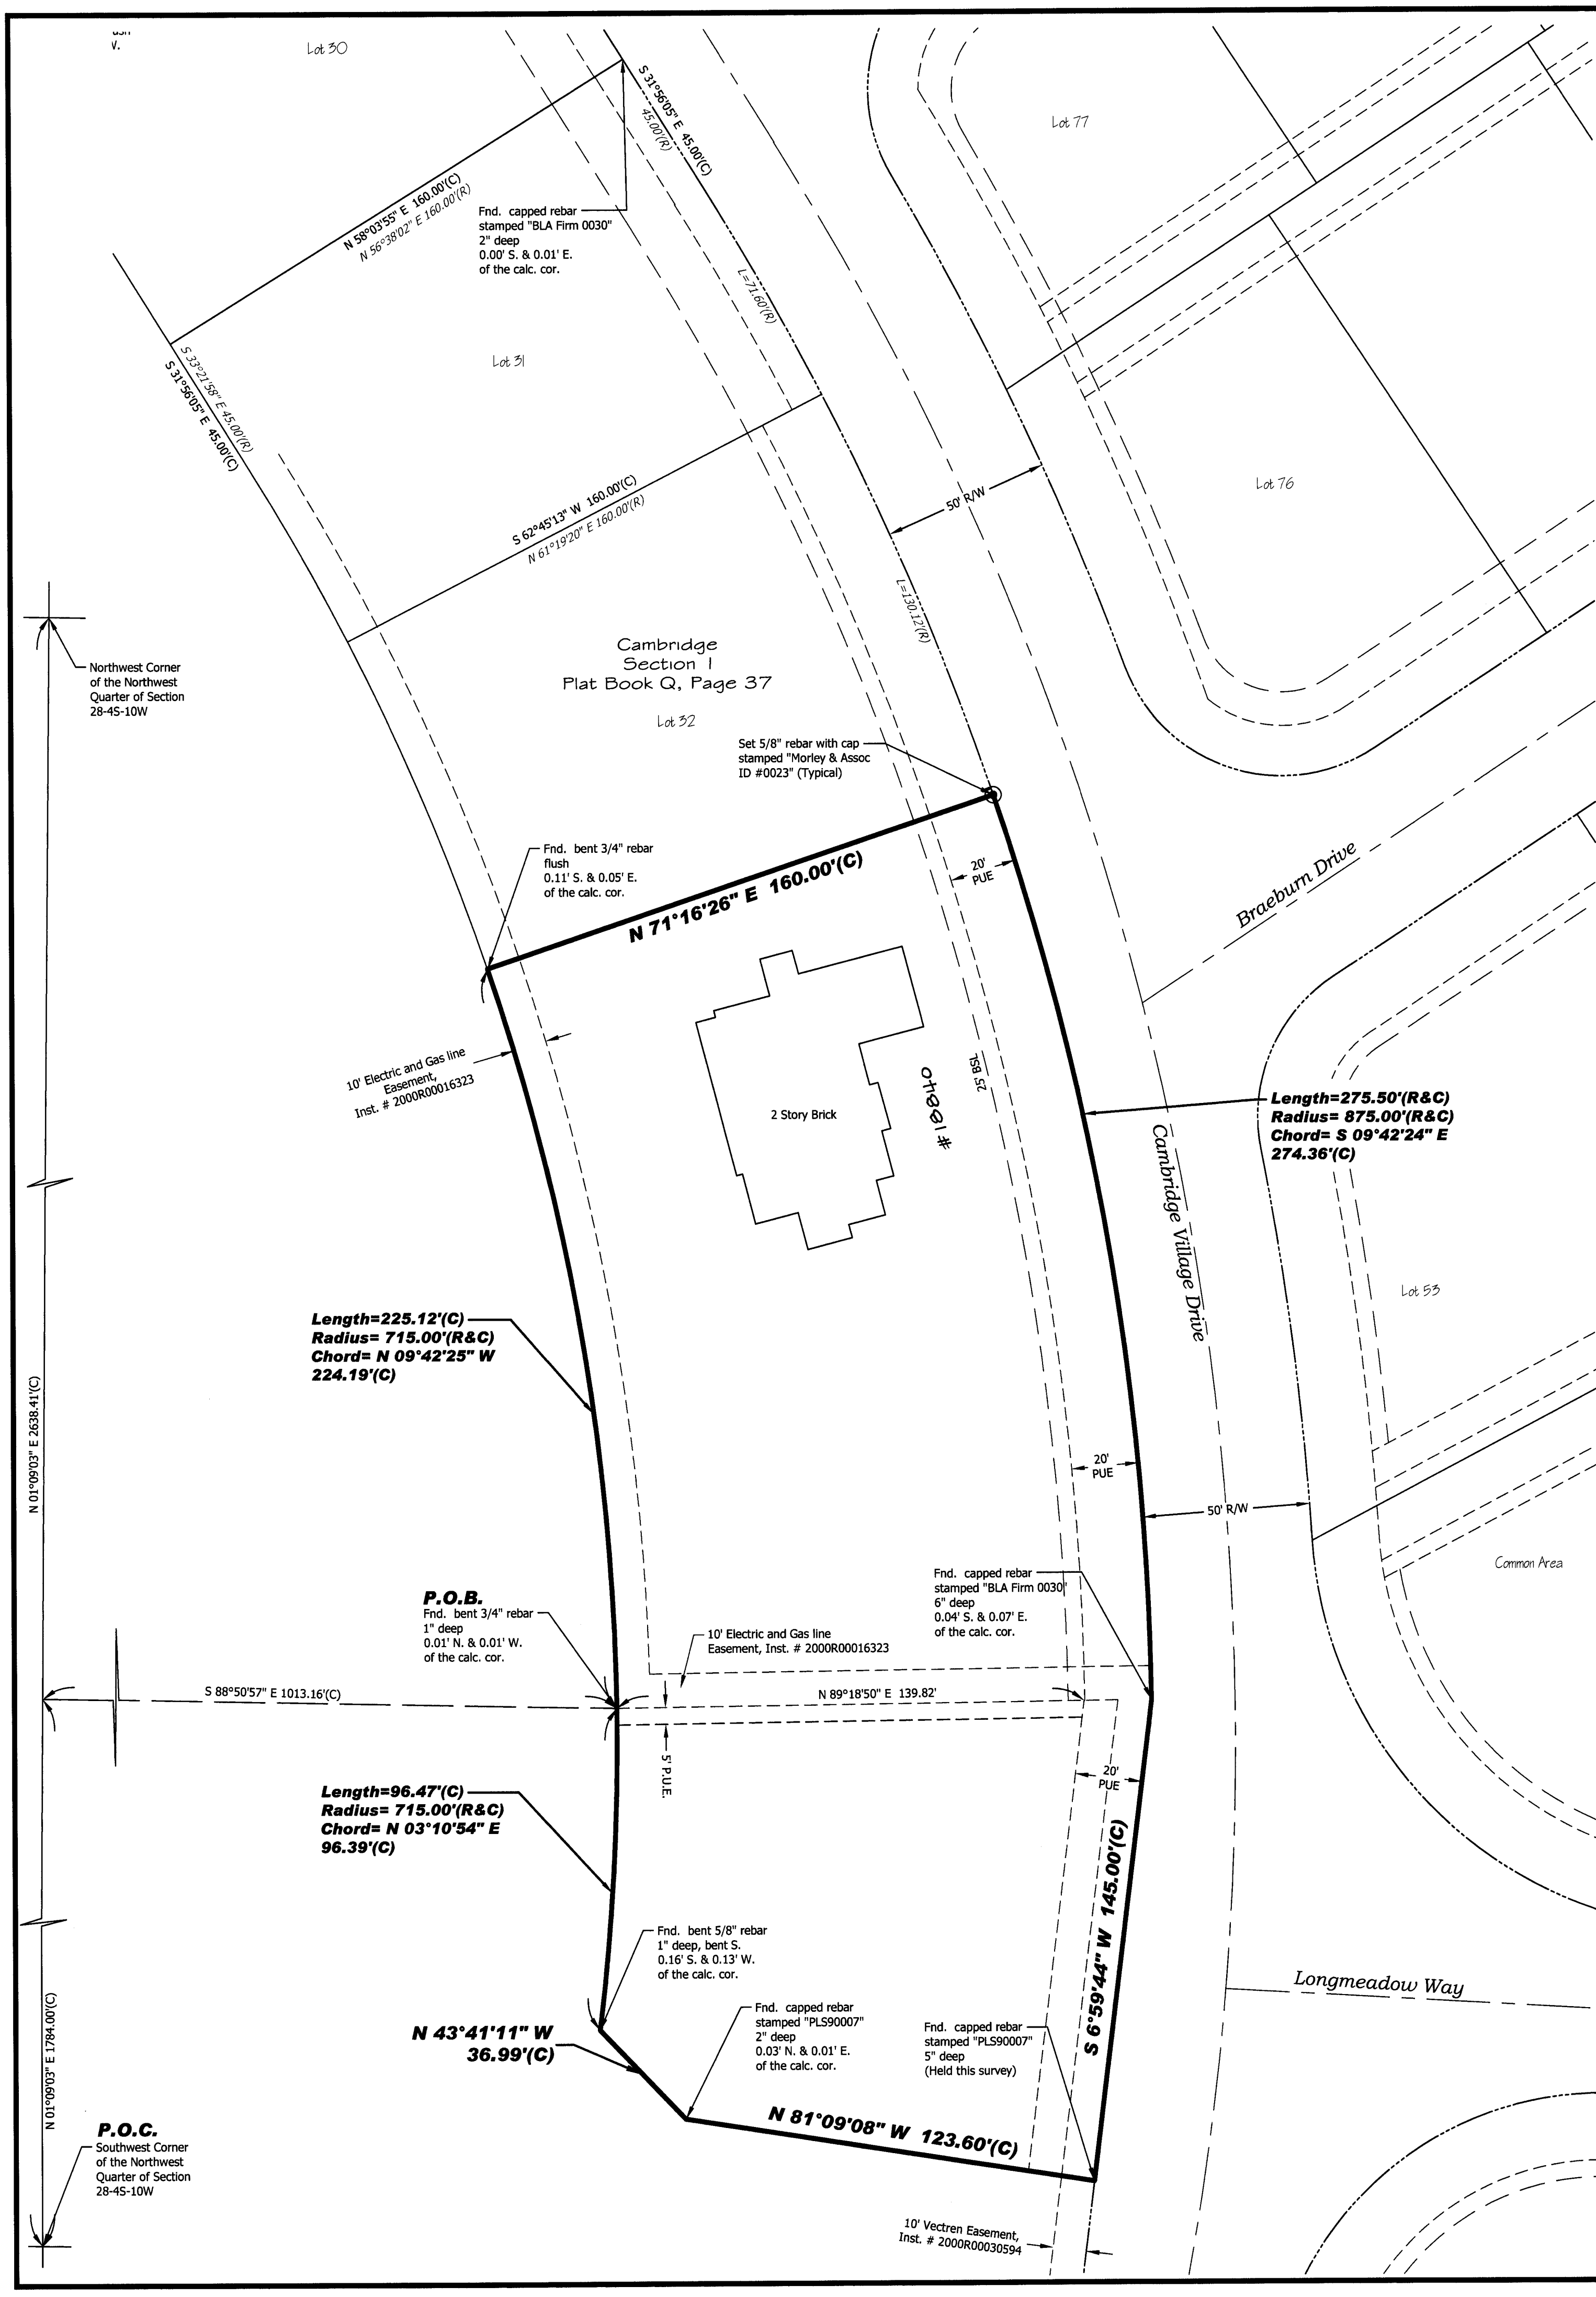 V.
Lot 30
S 31°56'05" E 45.00'(C)
45.00'(R)
Lot 77
N 58°03'55" E 160.00'(C)
N 56°38'02" E 160.00'(R)
Fnd. capped rebar
stamped "BLA Firm 0030"
2" deep
0.00' S. & 0.01' E.
of the calc. cor.
L=71.60'(R)
S 33°21'58" E 45.00'(R)
S 31°56'05" E 45.00'(C)
Lot 31
S 62°45'13" W 160.00'(C)
N 61°19'20" E 160.00'(R)
50' R/W
Lot 76
L=130.12'(R)
Cambridge
Section 1
Plat Book Q, Page 37
Lot 32
Northwest Corner
of the Northwest
Quarter of Section
28-4S-10W
Set 5/8" rebar with cap
stamped "Morley & Assoc
ID #0023" (Typical)
Fnd. bent 3/4" rebar
flush
0.11' S. & 0.05' E.
of the calc. cor.
N 71°16'26" E 160.00'(C)
20'
PUE
Braeburn Drive
10' Electric and Gas line
Easement,
Inst. # 2000R00016323
2 Story Brick
#18840
25' BSL
Length=275.50'(R&C)
Radius= 875.00'(R&C)
Chord= S 09°42'24" E
274.36'(C)
Cambridge Village Drive
Lot 53
Length=225.12'(C)
Radius= 715.00'(R&C)
Chord= N 09°42'25" W
224.19'(C)
N 01°09'03" E 2638.41'(C)
20'
PUE
50' R/W
Common Area
P.O.B.
Fnd. bent 3/4" rebar
1" deep
0.01' N. & 0.01' W.
of the calc. cor.
Fnd. capped rebar
stamped "BLA Firm 0030"
6" deep
0.04' S. & 0.07' E.
of the calc. cor.
10' Electric and Gas line
Easement, Inst. # 2000R00016323
S 88°50'57" E 1013.16'(C)
N 89°18'50" E 139.82'
5' P.U.E.
20'
PUE
Length=96.47'(C)
Radius= 715.00'(R&C)
Chord= N 03°10'54" E
96.39'(C)
S 6°59'44" W 145.00'(C)
Fnd. bent 5/8" rebar
1" deep, bent S.
0.16' S. & 0.13' W.
of the calc. cor.
Longmeadow Way
N 43°41'11" W
36.99'(C)
Fnd. capped rebar
stamped "PLS90007"
2" deep
0.03' N. & 0.01' E.
of the calc. cor.
Fnd. capped rebar
stamped "PLS90007"
5" deep
(Held this survey)
N 01°09'03" E 1784.00'(C)
N 81°09'08" W 123.60'(C)
P.O.C.
Southwest Corner
of the Northwest
Quarter of Section
28-4S-10W
10' Vectren Easement,
Inst. # 2000R00030594